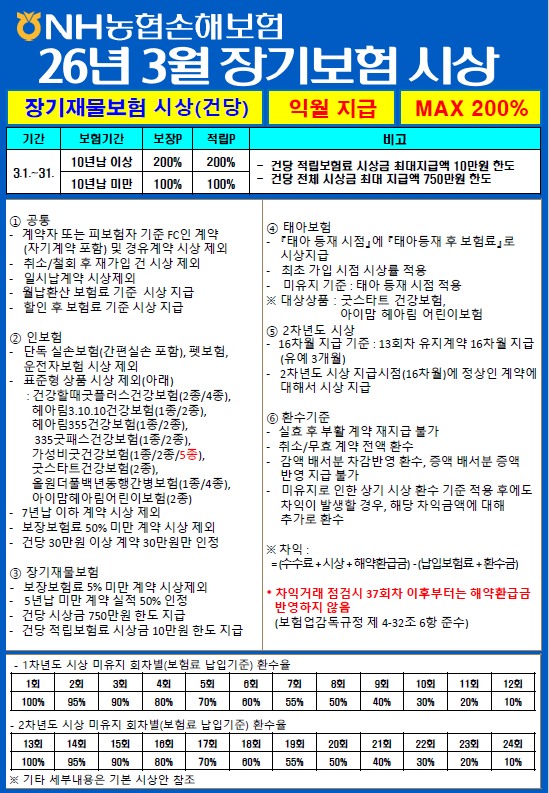 NH농협손해보험
26년 3월 장기보험 시상
장기재물보험 시상(건당) 익월 지급 MAX 200%
기간 보험기간 보장P 적립P 비고
3.1.~31. 10년납 이상 200% 200% - 건당 적립보험료 시상금 최대지급액 10만원 한도
10년납 미만 100% 100% - 건당 전체 시상금 최대 지급액 750만원 한도
① 공통
- 계약자 또는 피보험자 기준 FC인 계약
(자기계약 포함) 및 경유계약 시상 제외
- 취소/철회 후 재가입 건 시상 제외
- 일시납계약 시상제외
- 월납환산 보험료 기준 시상 지급
- 할인 후 보험료 기준 시상 지급
② 인보험
- 단독 실손보험(간편실손 포함), 펫보험,
운전자보험 시상 제외
- 표준형 상품 시상 제외(아래)
: 건강할때굿플러스건강보험(2종/4종),
헤아림3.10.10건강보험(1종/2종),
헤아림355건강보험(1종/2종),
335굿패스건강보험(1종/2종),
가성비굿건강보험(1종/2종/5종),
굿스타트건강보험(2종),
올원더풀백년동행간병보험(1종/4종),
아이맘헤아림어린이보험(2종)
- 7년납 이하 계약 시상 제외
- 보장보험료 50% 미만 계약 시상 제외
- 건당 30만원 이상 계약 30만원만 인정
③ 장기재물보험
- 보장보험료 5% 미만 계약 시상제외
- 5년납 미만 계약 실적 50% 인정
- 건당 시상금 750만원 한도 지급
- 건당 적립보험료 시상금 10만원 한도 지급
④ 태아보험
- 『태아 등재 시점』에 『태아등재 후 보험료』로
시상지급
- 최초 가입 시점 시상률 적용
- 미유지 기준 : 태아 등재 시점 적용
※ 대상상품 : 굿스타트 건강보험,
아이맘 헤아림 어린이보험
⑤ 2차년도 시상
- 16차월 지급 기준 : 13회차 유지계약 16차월 지급
(유예 3개월)
- 2차년도 시상 지급시점(16차월)에 정상인 계약에
대해서 시상 지급
⑥ 환수기준
- 실효 후 부활 계약 재지급 불가
- 취소/무효 계약 전액 환수
- 감액 배서분 차감반영 환수, 증액 배서분 증액
반영 지급 불가
- 미유지로 인한 상기 시상 환수 기준 적용 후에도
차익이 발생할 경우, 해당 차익금액에 대해
추가로 환수
※ 차익 :
= (수수료 + 시상 + 해약환급금) - (납입보험료 + 환수금)
* 차익거래 점검시 37회차 이후부터는 해약환급금
반영하지 않음
(보험업감독규정 제 4-32조 6항 준수)
- 1차년도 시상 미유지 회차별(보험료 납입기준) 환수율
1회 2회 3회 4회 5회 6회 7회 8회 9회 10회 11회 12회
100% 95% 90% 80% 70% 60% 55% 50% 40% 30% 20% 10%
- 2차년도 시상 미유지 회차별(보험료 납입기준) 환수율
13회 14회 15회 16회 17회 18회 19회 20회 21회 22회 23회 24회
100% 95% 90% 80% 70% 60% 55% 50% 40% 30% 20% 10%
※ 기타 세부내용은 기본 시상안 참조